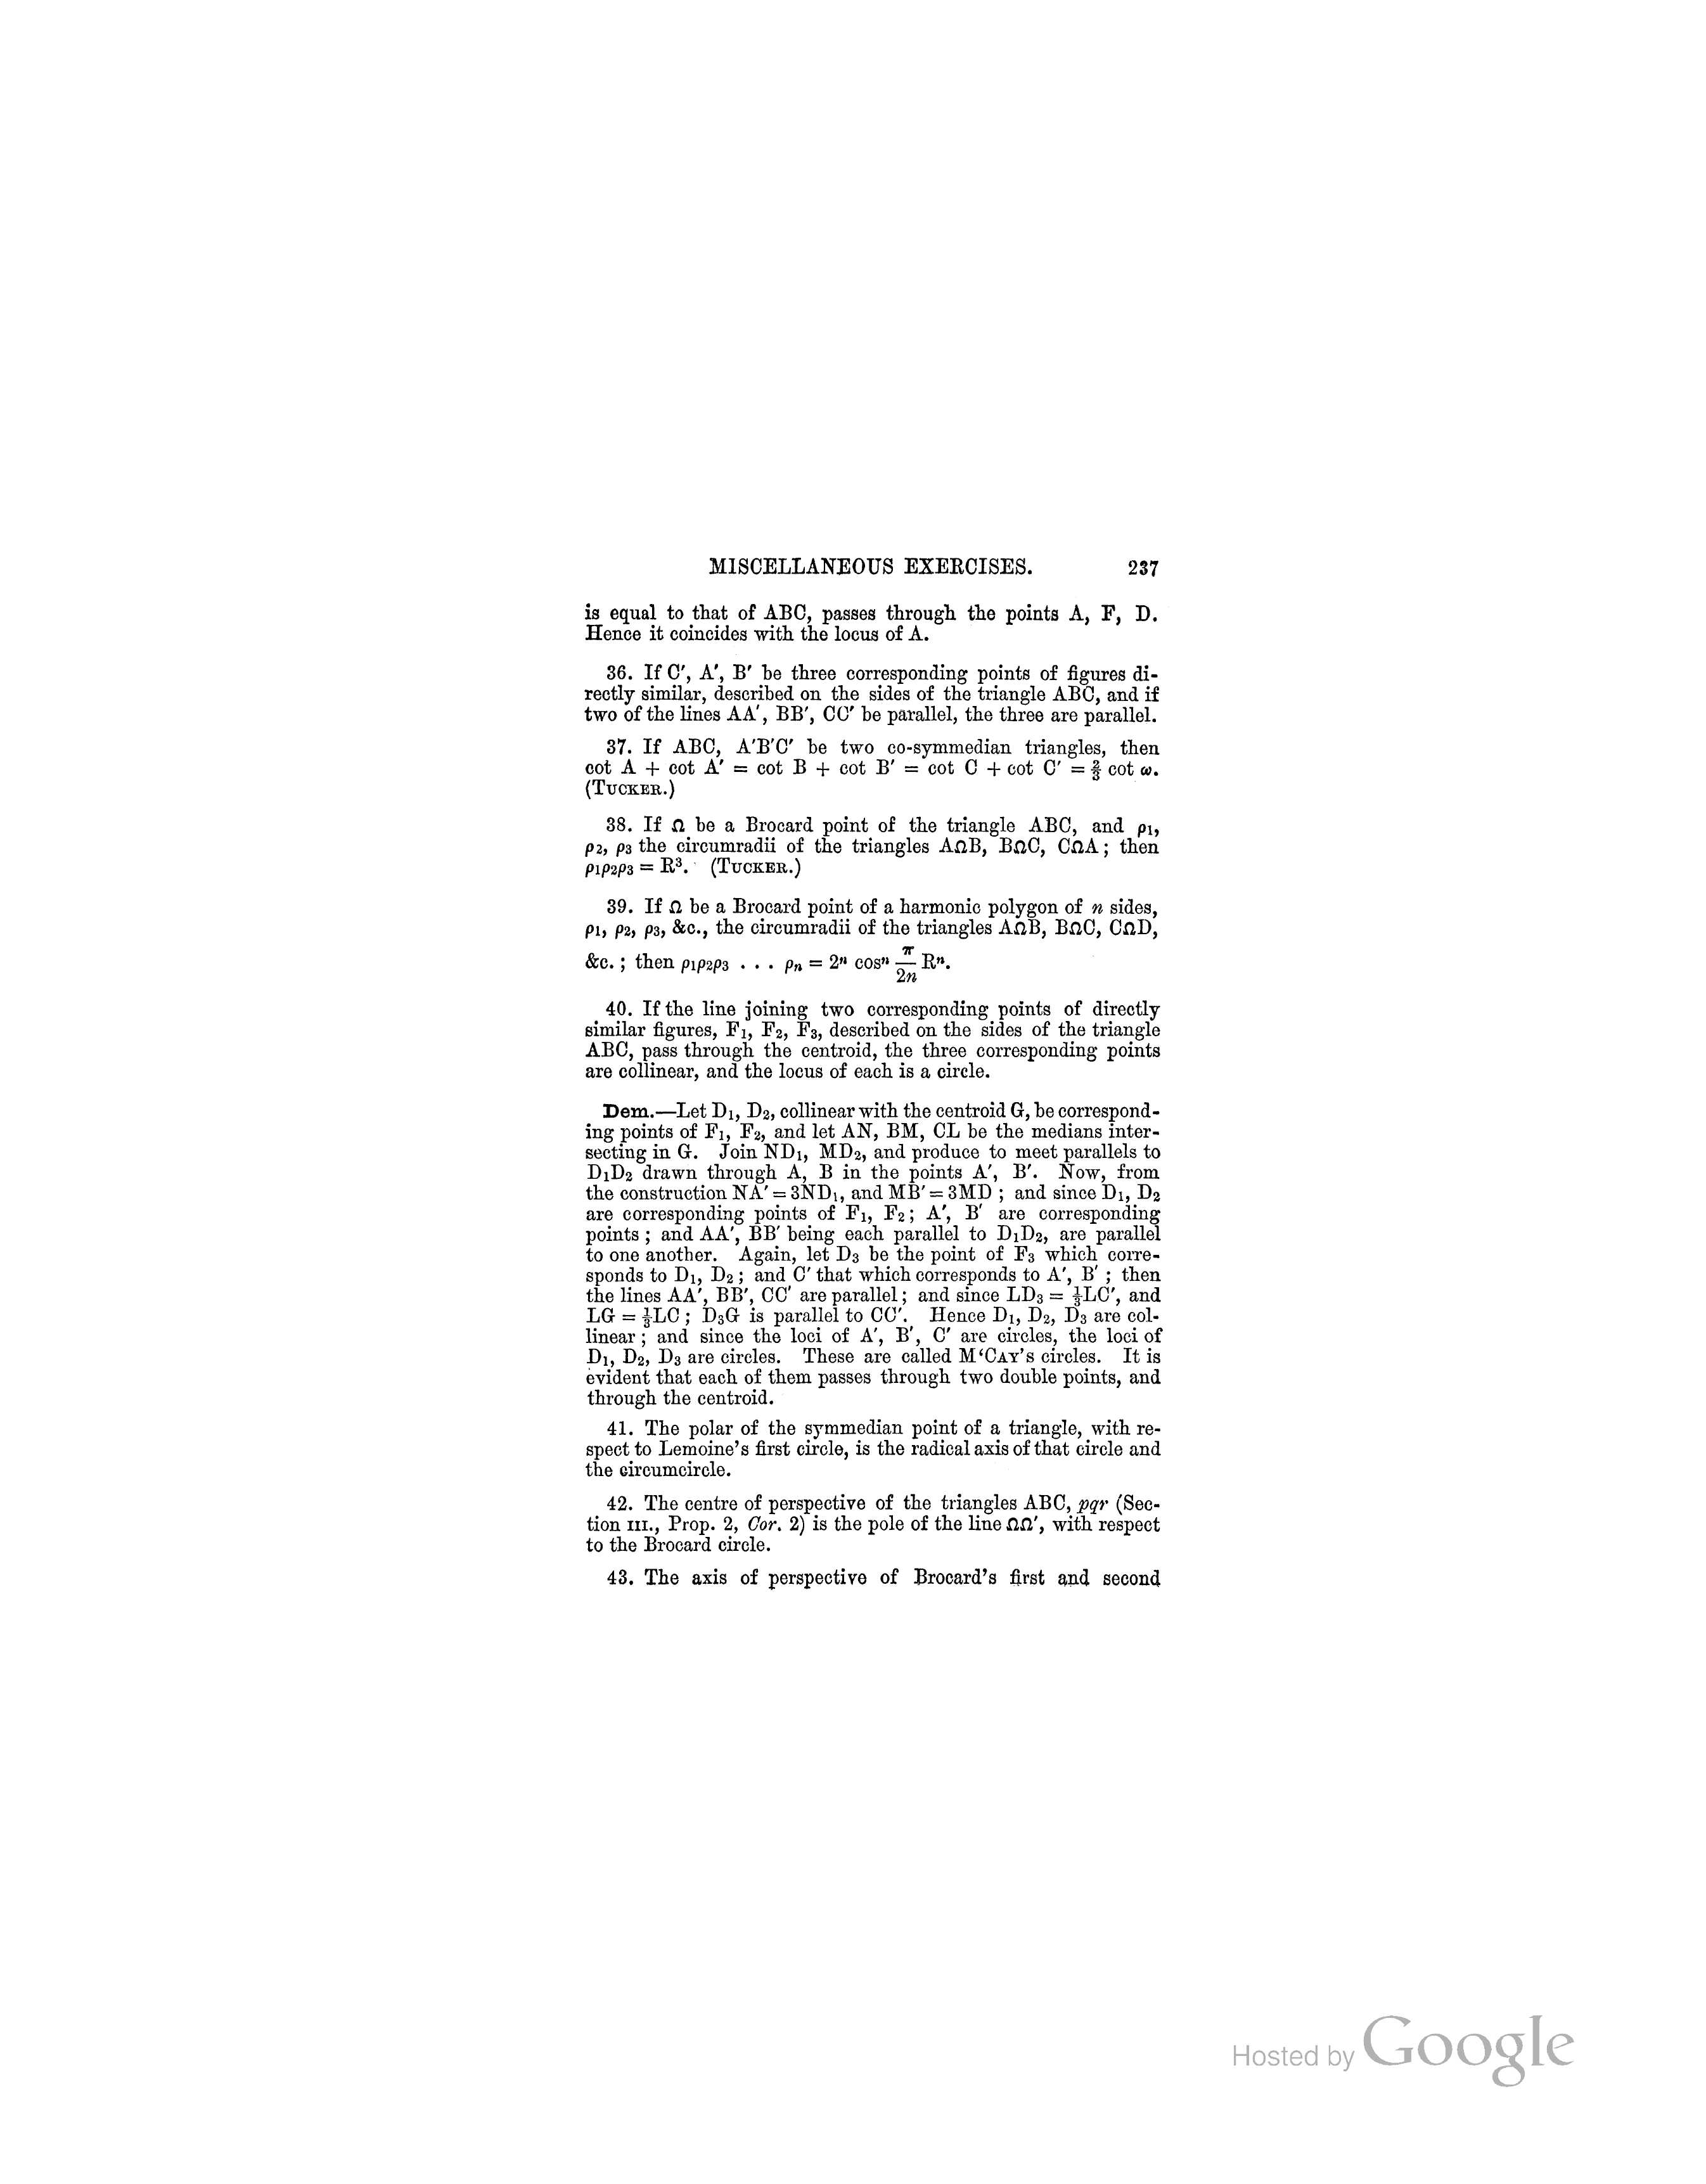 MISCELLANEOUS EXERCISES. 237
is equal to that of ABC, passes through the points A, F, D.
Hence it coincides with the locus of A.
36. If C′, A′, B′ be three corresponding points of figures di-
rectly similar, described on the sides of the triangle ABC, and if
two of the lines AA′, BB′, CC′ be parallel, the three are parallel.
37. If ABC, A′B′C′ be two co-symmedian triangles, then
cot A + cot A′ = cot B + cot B′ = cot C + cot C′ = ⅔ cot ω.
(TUCKER.)
38. If Ω be a Brocard point of the triangle ABC, and ρ₁,
ρ₂, ρ₃ the circumradii of the triangles AΩB, BΩC, CΩA; then
ρ₁ρ₂ρ₃ = R³. (TUCKER.)
39. If Ω be a Brocard point of a harmonic polygon of n sides,
ρ₁, ρ₂, ρ₃, &c., the circumradii of the triangles AΩB, BΩC, CΩD,
&c.; then ρ₁ρ₂ρ₃ . . . ρₙ = 2ⁿ cosⁿ π/2n Rⁿ.
40. If the line joining two corresponding points of directly
similar figures, F₁, F₂, F₃, described on the sides of the triangle
ABC, pass through the centroid, the three corresponding points
are collinear, and the locus of each is a circle.
Dem.—Let D₁, D₂, collinear with the centroid G, be correspond-
ing points of F₁, F₂, and let AN, BM, CL be the medians inter-
secting in G. Join ND₁, MD₂, and produce to meet parallels to
D₁D₂ drawn through A, B in the points A′, B′. Now, from
the construction NA′ = 3ND₁, and MB′ = 3MD ; and since D₁, D₂
are corresponding points of F₁, F₂; A′, B′ are corresponding
points ; and AA′, BB′ being each parallel to D₁D₂, are parallel
to one another. Again, let D₃ be the point of F₃ which corre-
sponds to D₁, D₂ ; and C′ that which corresponds to A′, B′ ; then
the lines AA′, BB′, CC′ are parallel ; and since LD₃ = ⅓LC′, and
LG = ⅓LC ; D₃G is parallel to CC′. Hence D₁, D₂, D₃ are col-
linear ; and since the loci of A′, B′, C′ are circles, the loci of
D₁, D₂, D₃ are circles. These are called M‘CAY’s circles. It is
evident that each of them passes through two double points, and
through the centroid.
41. The polar of the symmedian point of a triangle, with re-
spect to Lemoine’s first circle, is the radical axis of that circle and
the circumcircle.
42. The centre of perspective of the triangles ABC, pqr (Sec-
tion III., Prop. 2, Cor. 2) is the pole of the line ΩΩ′, with respect
to the Brocard circle.
43. The axis of perspective of Brocard’s first and second
Hosted by Google